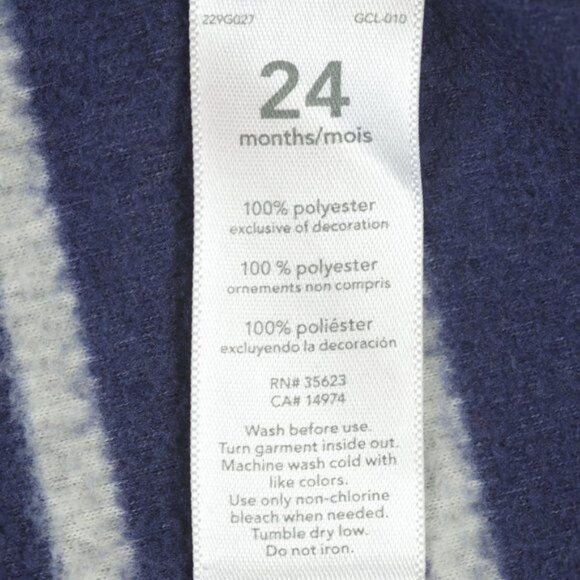 229G027 GCL-010
24
months/mois
100% polyester
exclusive of decoration
100 % polyester
ornements non compris
100% poliéster
excluyendo la decoración
RN# 35623
CA# 14974
Wash before use.
Turn garment inside out.
Machine wash cold with
like colors.
Use only non-chlorine
bleach when needed.
Tumble dry low.
Do not iron.